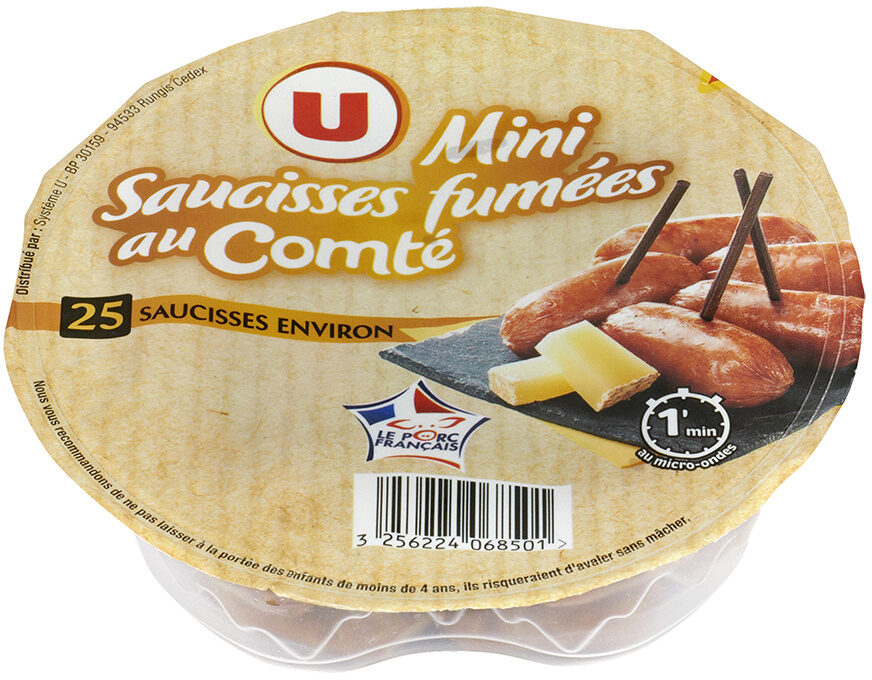 U
Mini
Saucisses fumées
au Comté
25 SAUCISSES ENVIRON
Distribué par : Système U - BP 30159 - 94533 Rungis Cedex
LE PORC
FRANÇAIS
1' min
au micro-ondes
3 256224 068501 >
Nous vous recommandons de ne pas laisser à la portée des enfants de moins de 4 ans, ils risqueraient d'avaler sans mâcher.